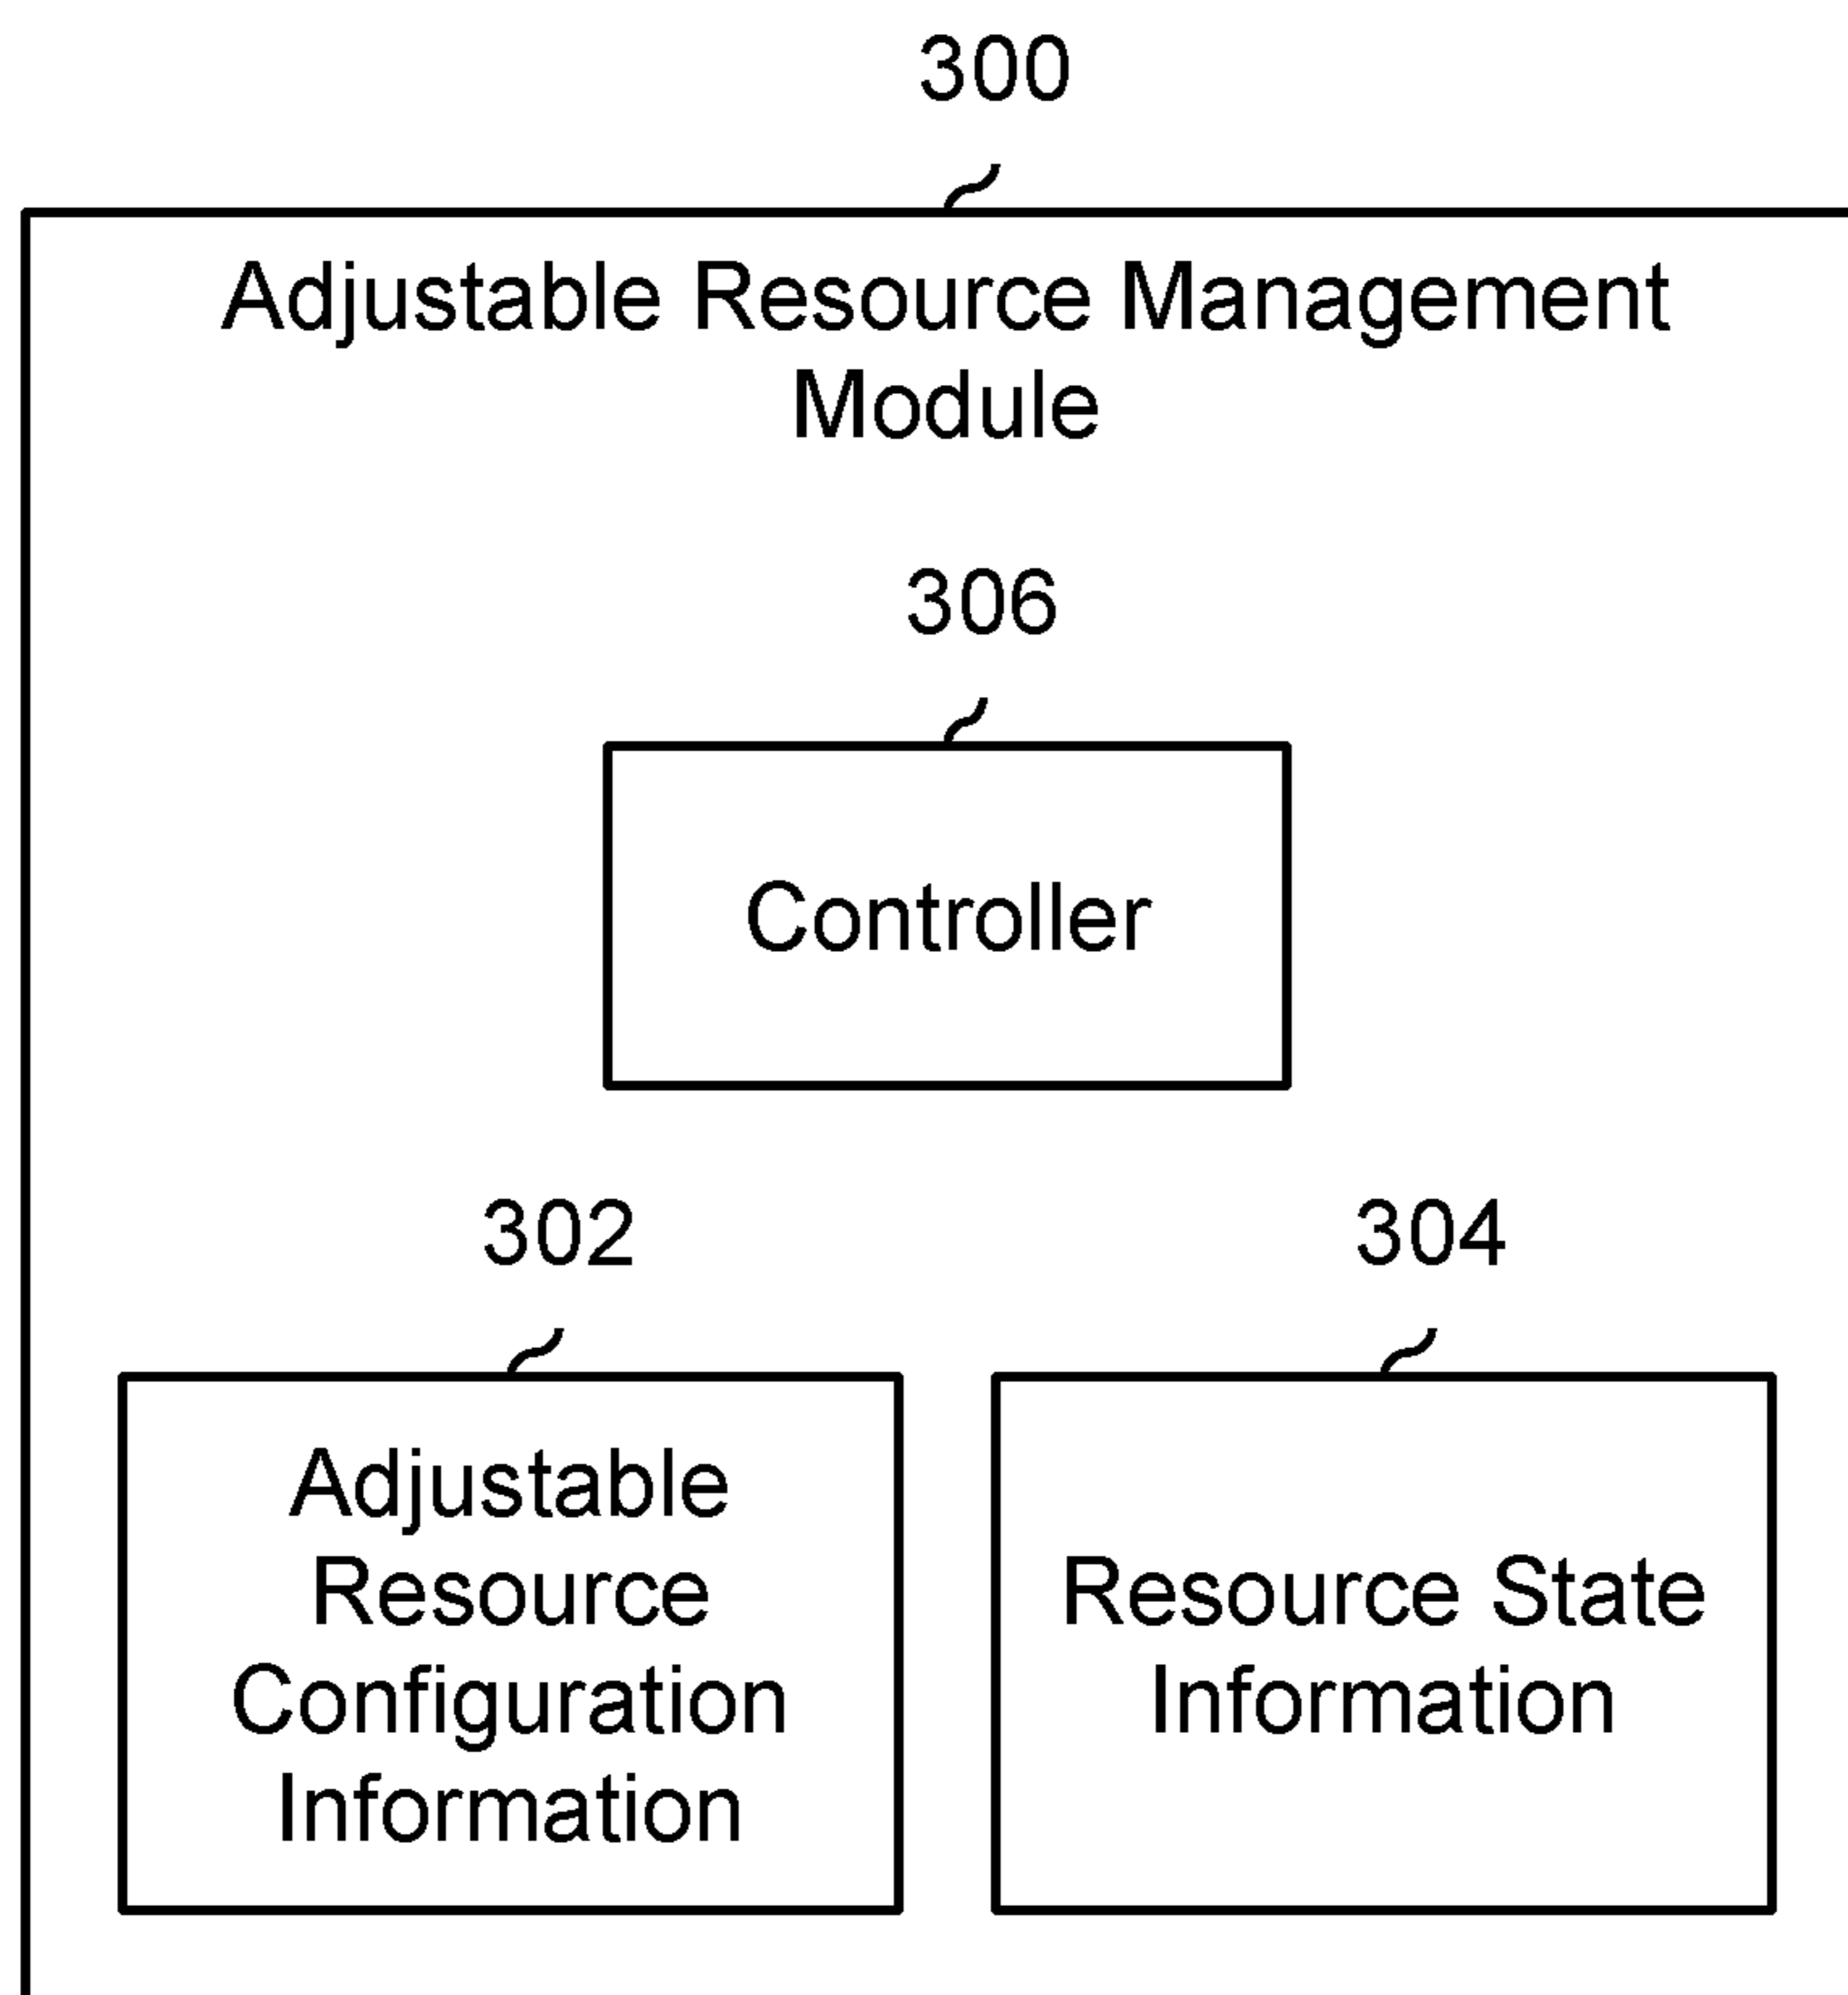 300
Adjustable Resource Management
Module
306
Controller
302
304
Adjustable
Resource
Configuration
Information
Resource State
Information